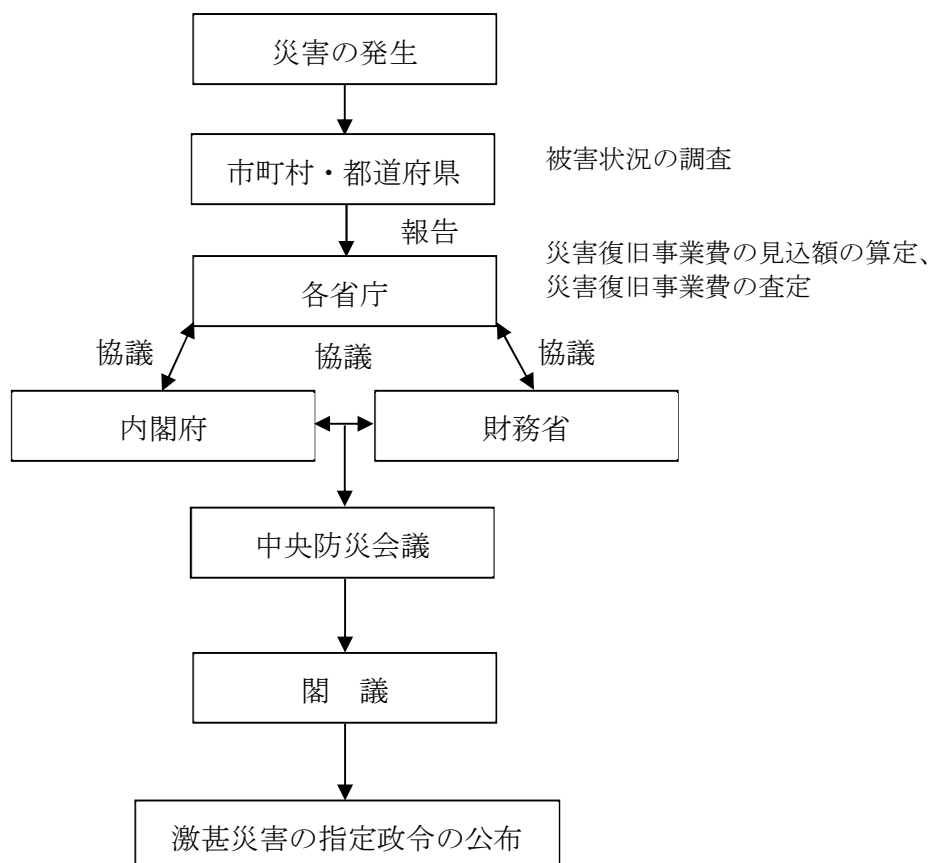 災害の発生
市町村・都道府県
被害状況の調査
報告
各省庁
災害復旧事業費の見込額の算定、
災害復旧事業費の査定
協議
協議
協議
内閣府
財務省
中央防災会議
閣　議
激甚災害の指定政令の公布